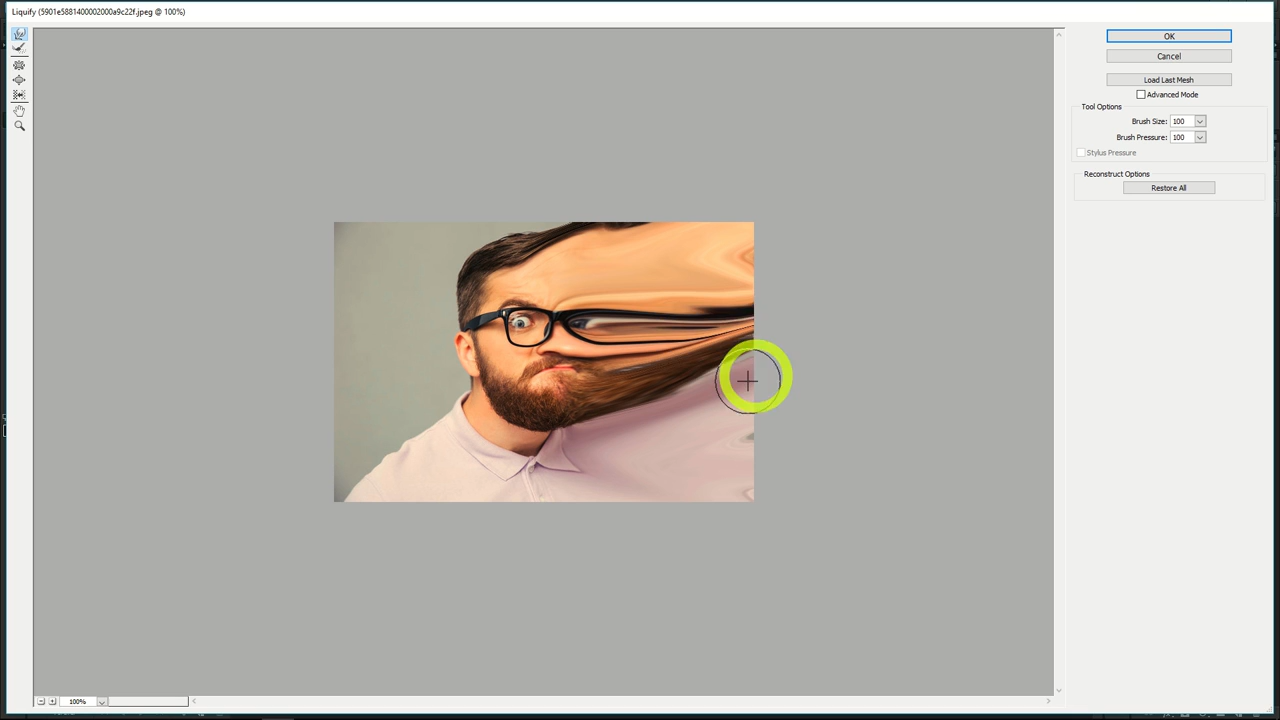 Liquify (5901e5881400002000a9c22f.jpeg @ 100%)
OK
Cancel
Load Last Mesh
Advanced Mode
Tool Options
Brush Size: 100
Brush Pressure: 100
Stylus Pressure
Reconstruct Options
Restore All
100%